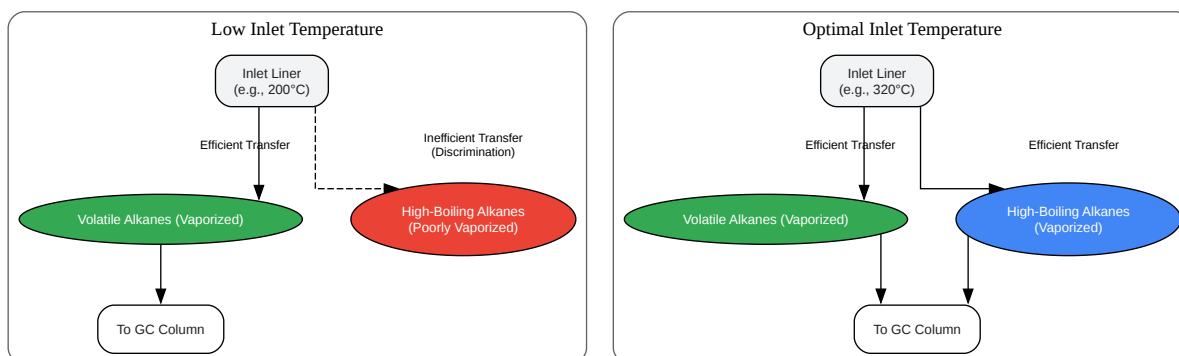 Low Inlet Temperature
Inlet Liner
(e.g., 200°C)
Efficient Transfer
Inefficient Transfer
(Discrimination)
Volatile Alkanes (Vaporized)
High-Boiling Alkanes
(Poorly Vaporized)
To GC Column
Optimal Inlet Temperature
Inlet Liner
(e.g., 320°C)
Efficient Transfer
Efficient Transfer
Volatile Alkanes (Vaporized)
High-Boiling Alkanes
(Vaporized)
To GC Column